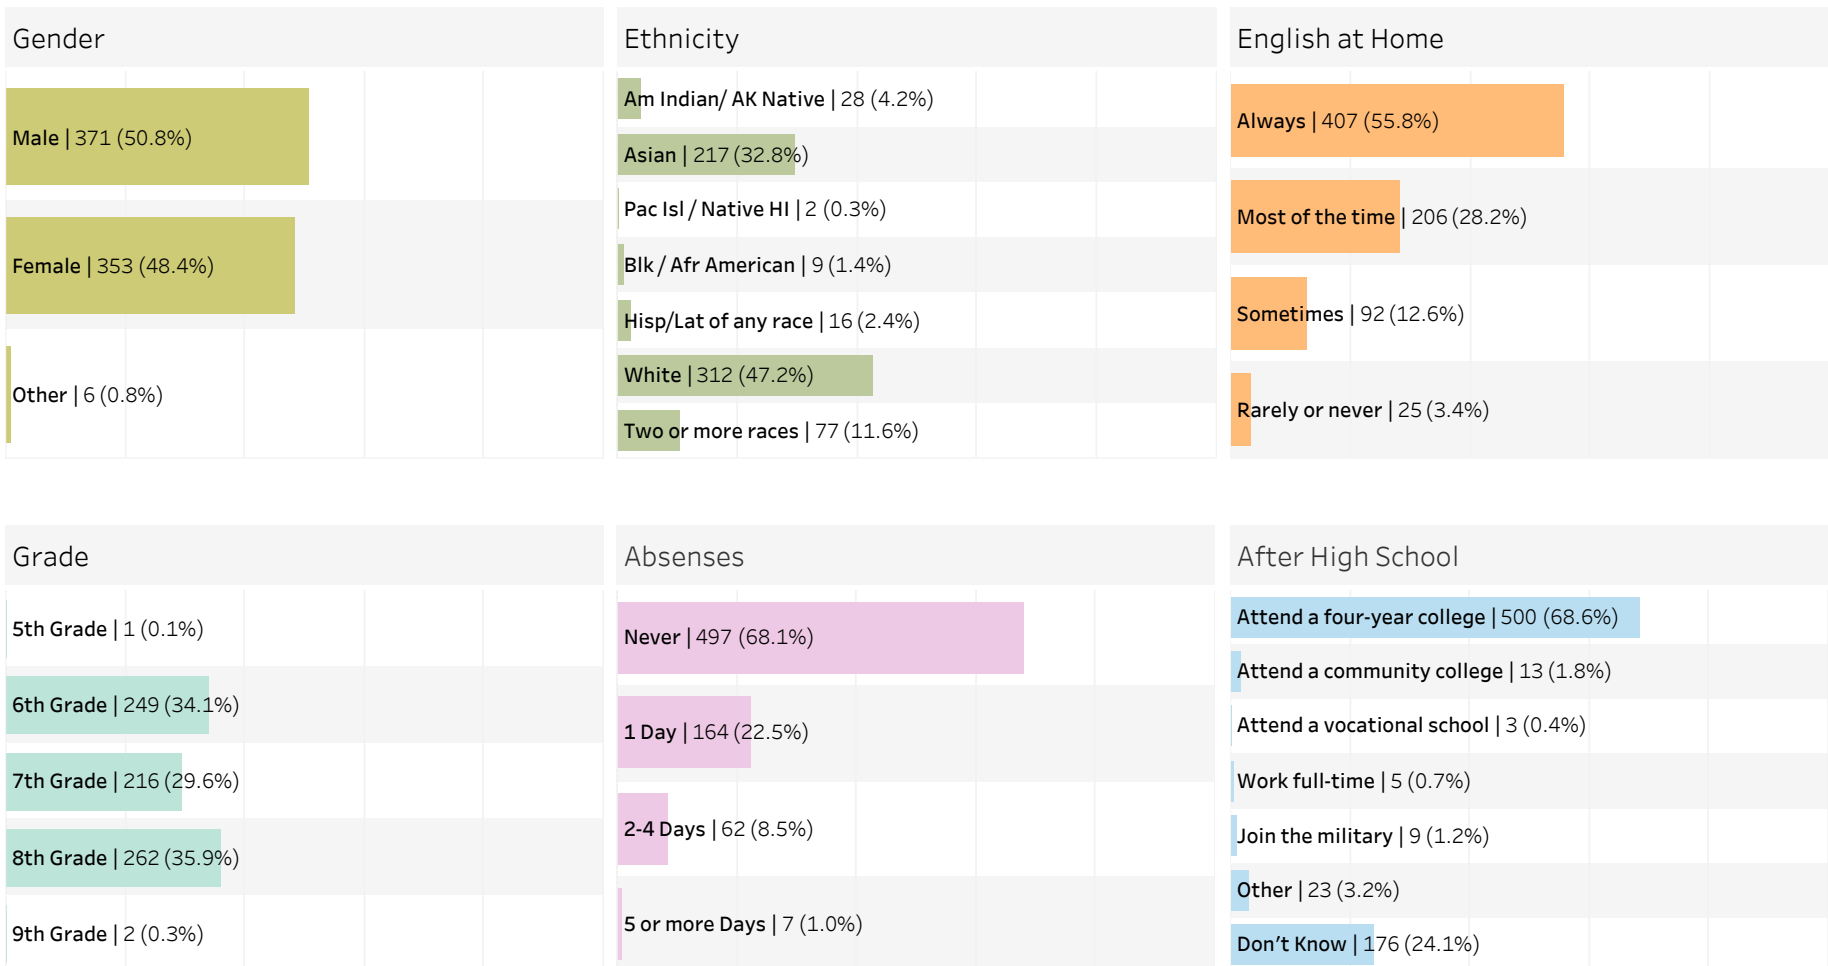 Gender
Male | 371 (50.8%)
Female | 353 (48.4%)
Other | 6 (0.8%)
Ethnicity
Am Indian/ AK Native | 28 (4.2%)
Asian | 217 (32.8%)
Pac Isl / Native HI | 2 (0.3%)
Blk / Afr American | 9 (1.4%)
Hisp/Lat of any race | 16 (2.4%)
White | 312 (47.2%)
Two or more races | 77 (11.6%)
English at Home
Always | 407 (55.8%)
Most of the time | 206 (28.2%)
Sometimes | 92 (12.6%)
Rarely or never | 25 (3.4%)
Grade
5th Grade | 1 (0.1%)
6th Grade | 249 (34.1%)
7th Grade | 216 (29.6%)
8th Grade | 262 (35.9%)
9th Grade | 2 (0.3%)
Absenses
Never | 497 (68.1%)
1 Day | 164 (22.5%)
2-4 Days | 62 (8.5%)
5 or more Days | 7 (1.0%)
After High School
Attend a four-year college | 500 (68.6%)
Attend a community college | 13 (1.8%)
Attend a vocational school | 3 (0.4%)
Work full-time | 5 (0.7%)
Join the military | 9 (1.2%)
Other | 23 (3.2%)
Don't Know | 176 (24.1%)